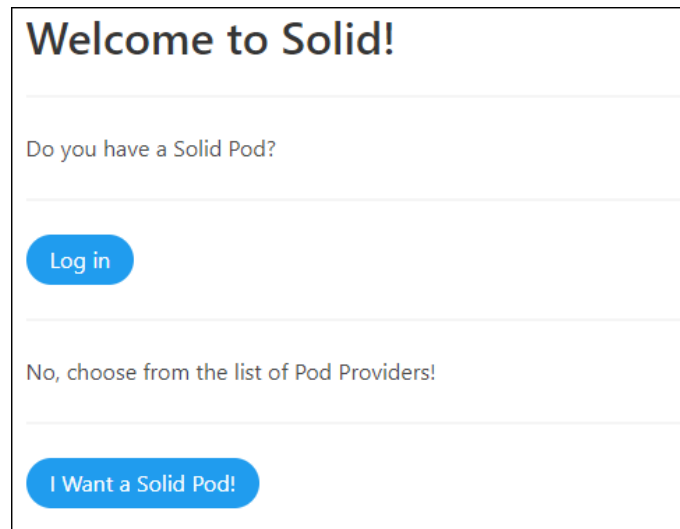 Welcome to Solid!
Do you have a Solid Pod?
Log in
No, choose from the list of Pod Providers!
I Want a Solid Pod!